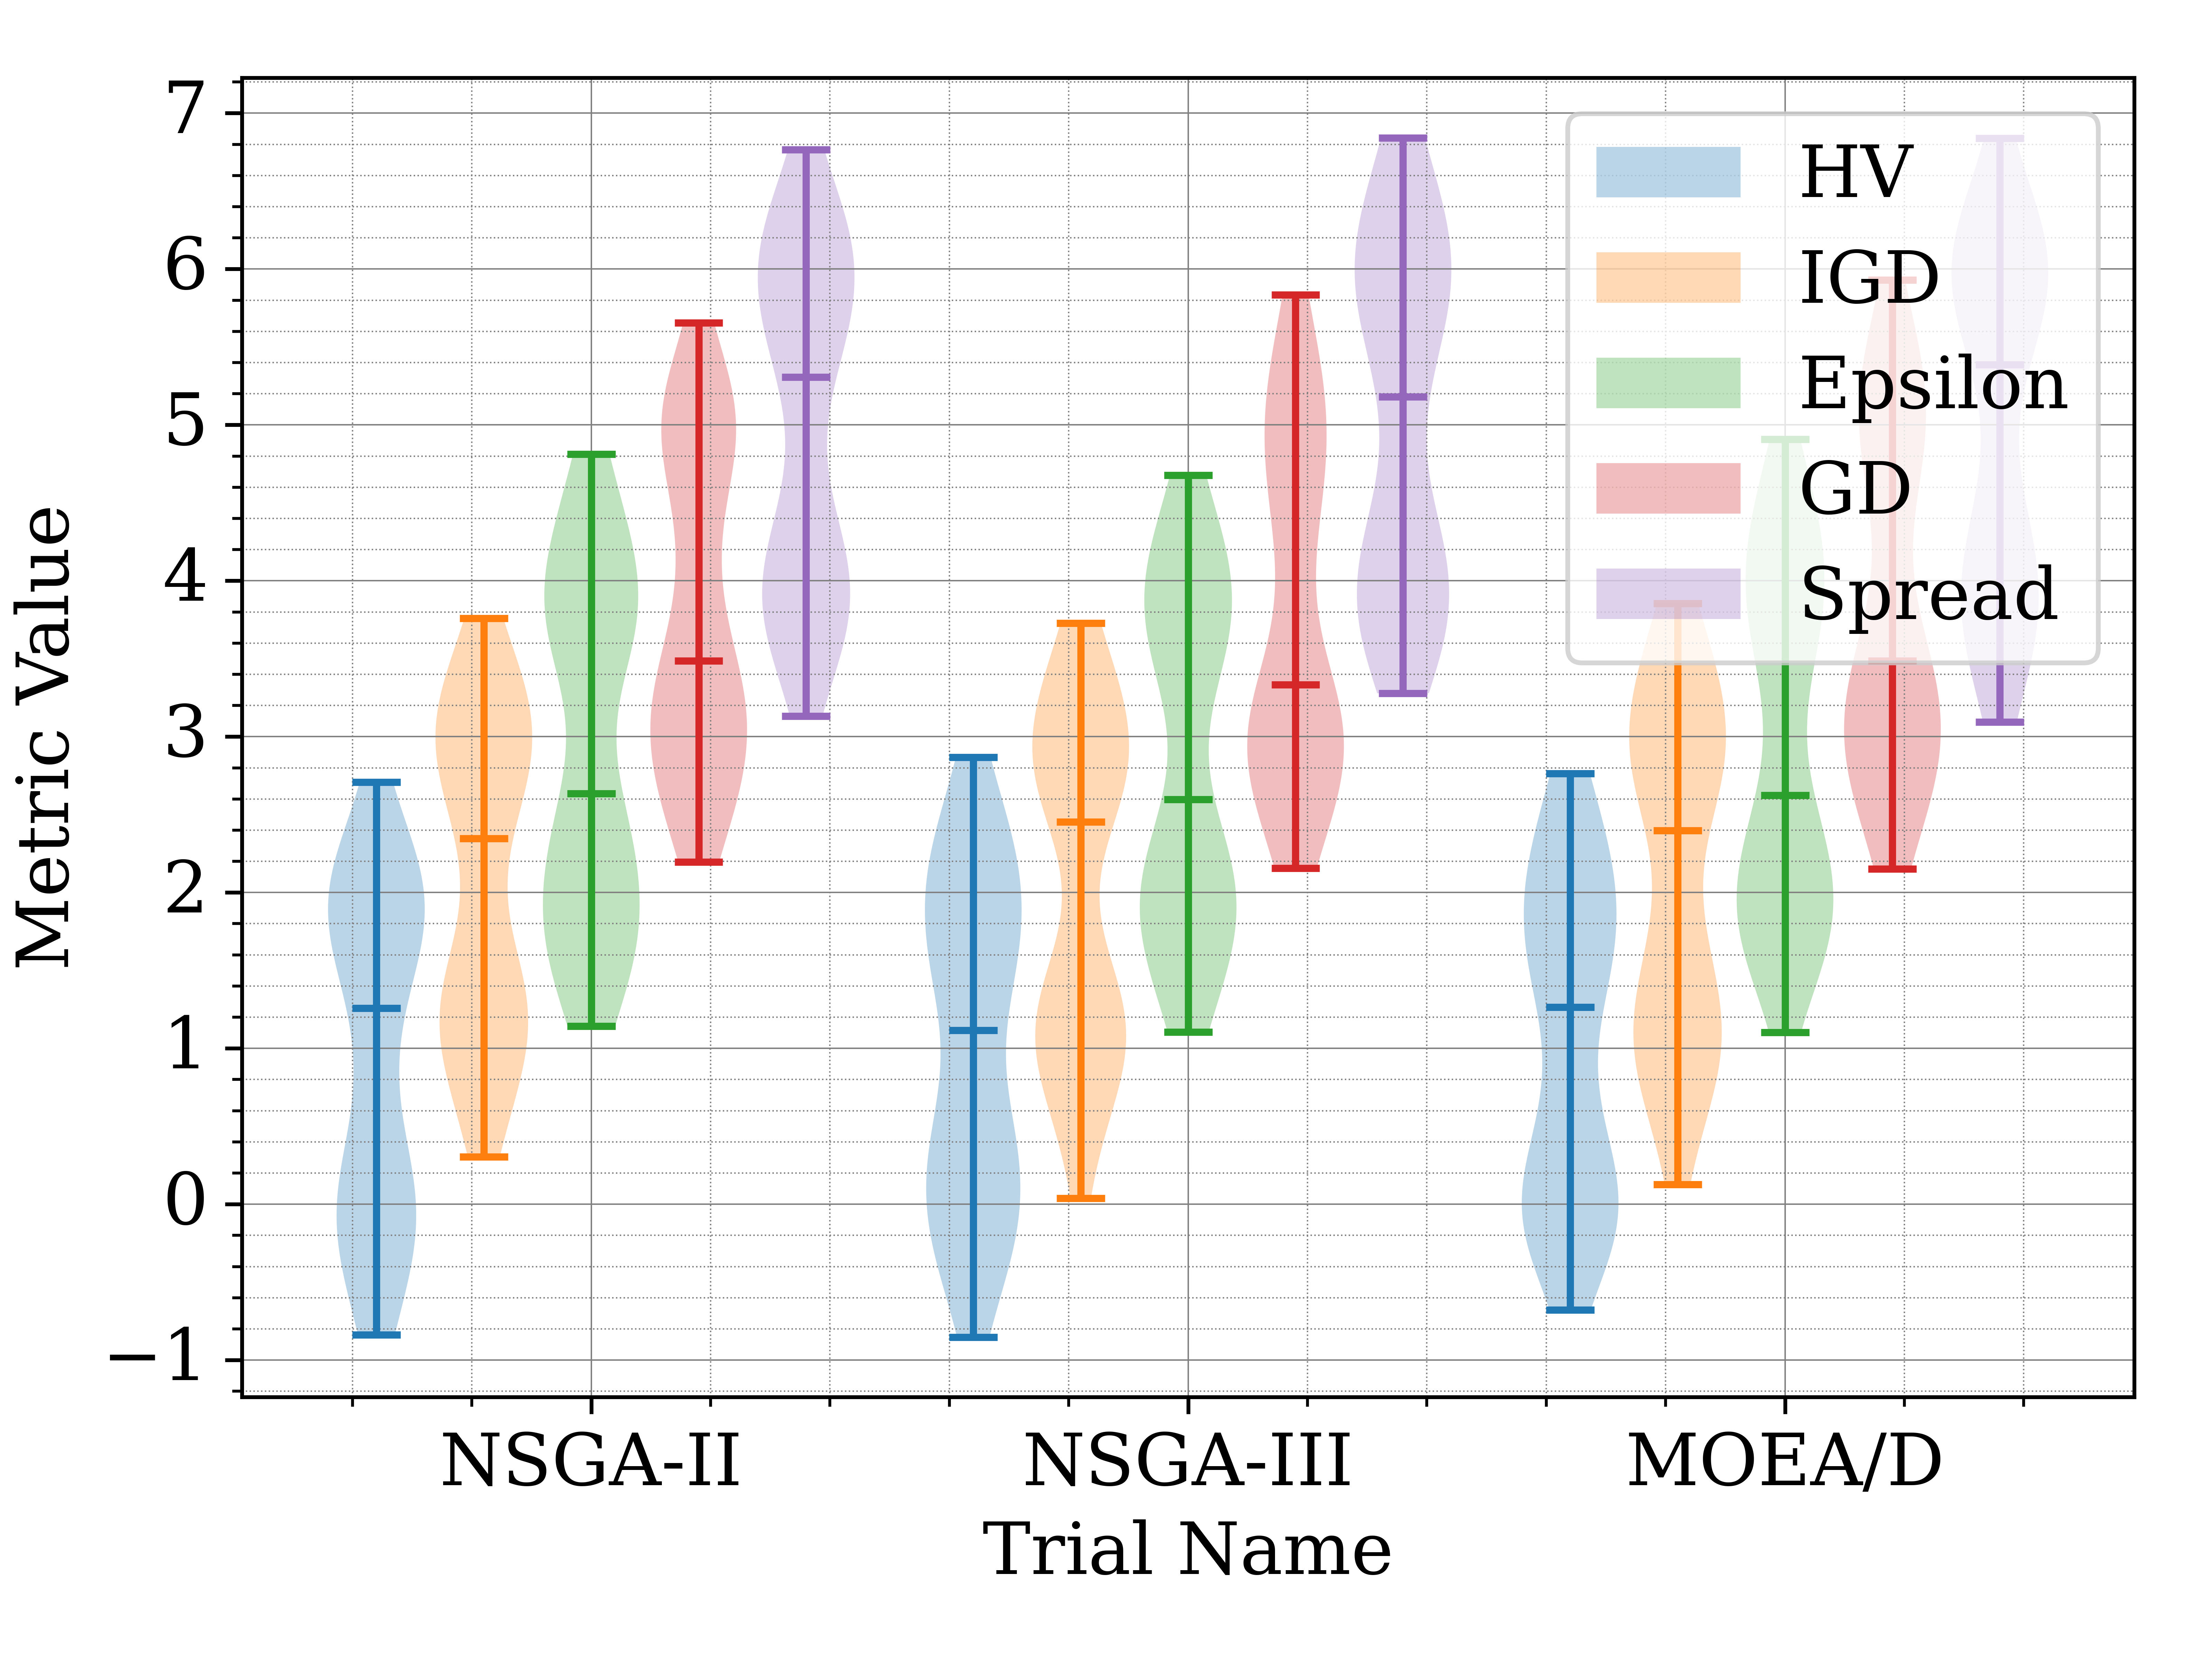 Metric Value
7
6
5
4
3
2
1
0
−1
HV
IGD
Epsilon
GD
Spread
NSGA-II
NSGA-III
MOEA/D
Trial Name